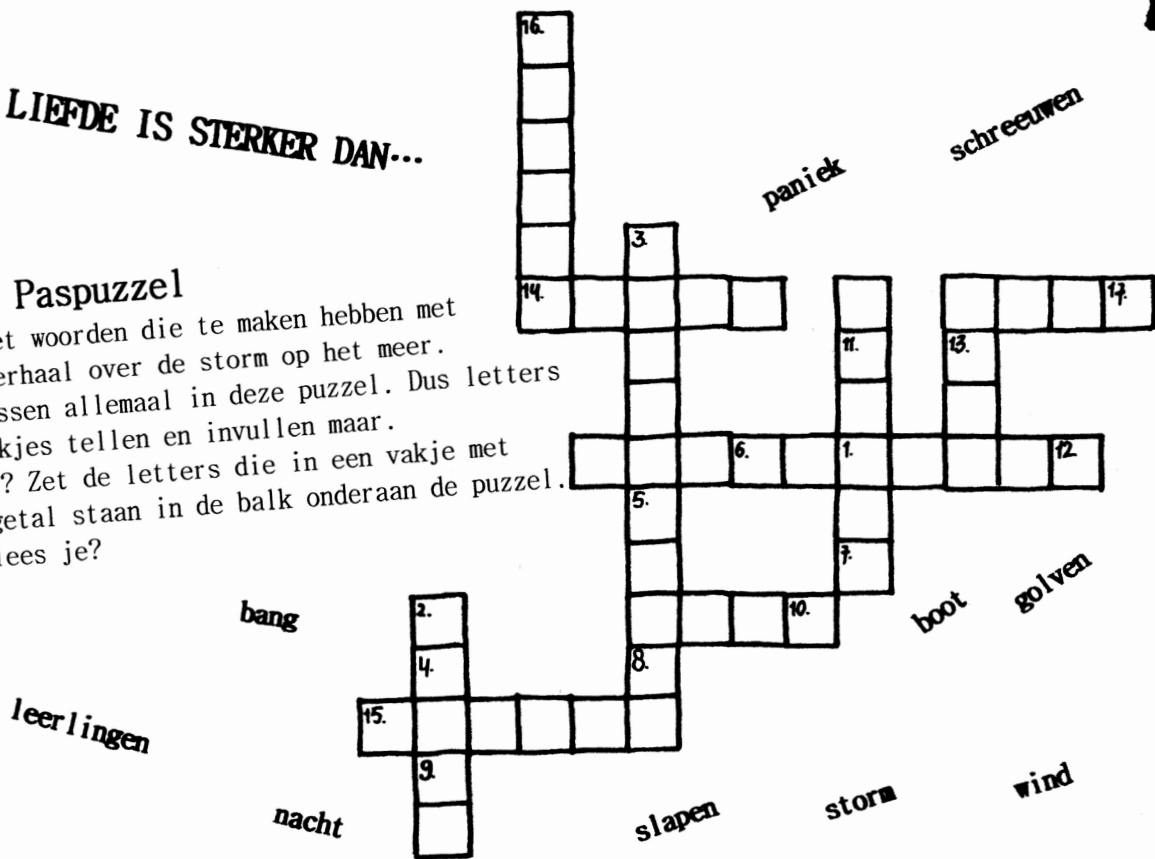 LIEFDE IS STERKER DAN...
paniek
schreeuwen
Paspuzzel
et woorden die te maken hebben met
erhaal over de storm op het meer.
ssen allemaal in deze puzzel. Dus letters
kjes tellen en invullen maar.
? Zet de letters die in een vakje met
getal staan in de balk onderaan de puzzel.
lees je?
16.
3.
14.
17.
11.
13.
6.
1.
12.
5.
7.
2.
10.
4.
8.
15.
9.
bang
boot
golven
leerlingen
nacht
slapen
storm
wind